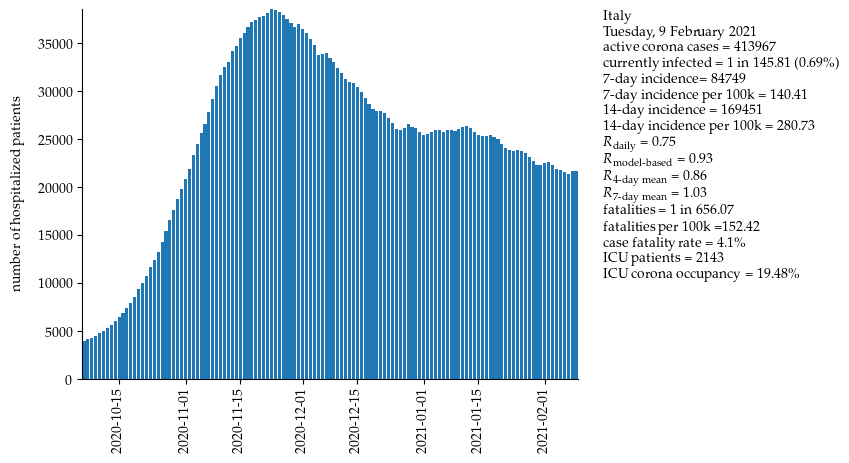 Italy
Tuesday, 9 February 2021
active corona cases = 413967
currently infected = 1 in 145.81 (0.69%)
7-day incidence= 84749
7-day incidence per 100k = 140.41
14-day incidence = 169451
14-day incidence per 100k = 280.73
R daily = 0.75
R model-based = 0.93
R 4-day mean = 0.86
R 7-day mean = 1.03
fatalities = 1 in 656.07
fatalities per 100k =152.42
case fatality rate = 4.1%
ICU patients = 2143
ICU corona occupancy = 19.48%
number of hospitalized patients
35000
30000
25000
20000
15000
10000
5000
0
2020-10-15
2020-11-01
2020-11-15
2020-12-01
2020-12-15
2021-01-01
2021-01-15
2021-02-01